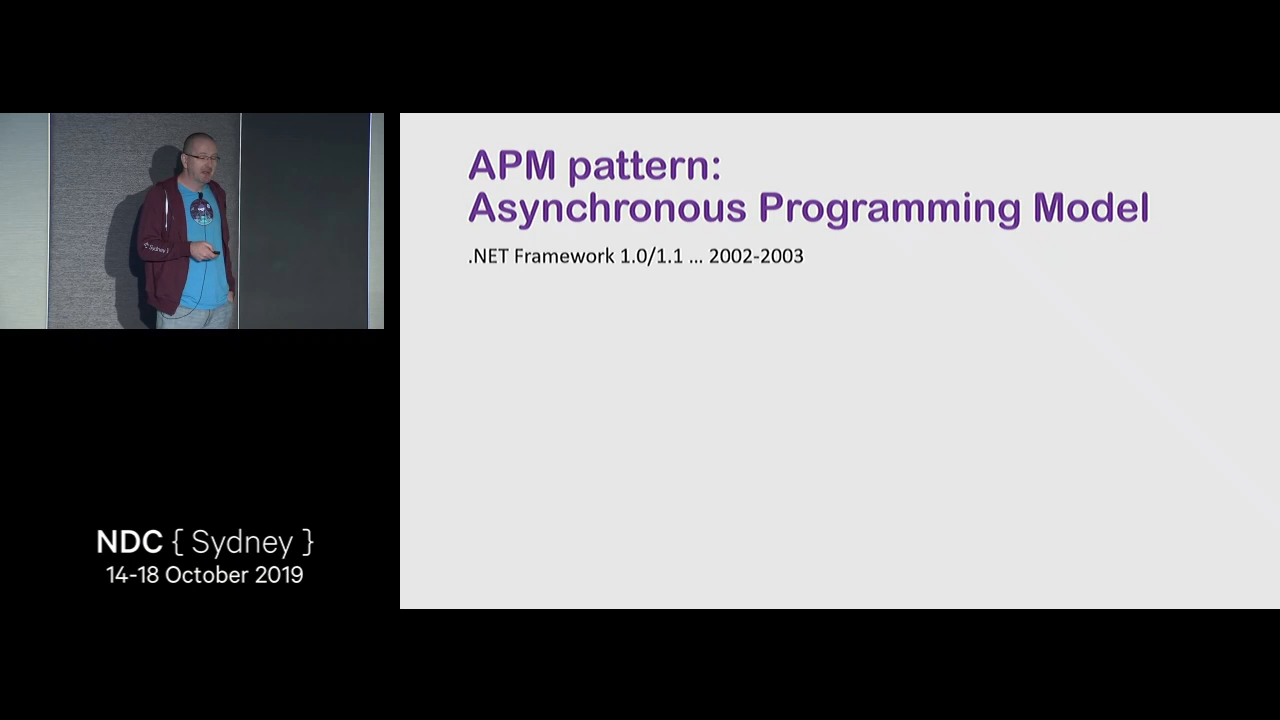 APM pattern:
Asynchronous Programming Model
.NET Framework 1.0/1.1 ... 2002-2003
Sydney }
NDC { Sydney }
14-18 October 2019